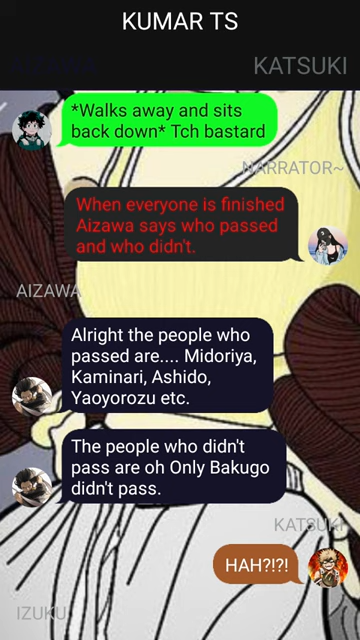 KUMAR TS
AIZAWA
KATSUKI
*Walks away and sits
back down* Tch bastard
NARRATOR~
When everyone is finished
Aizawa says who passed
and who didn't.
AIZAWA
Alright the people who
passed are.... Midoriya,
Kaminari, Ashido,
Yaoyorozu etc.
The people who didn't
pass are oh Only Bakugo
didn't pass.
KATSUKI
HAH?!?!
IZUKU